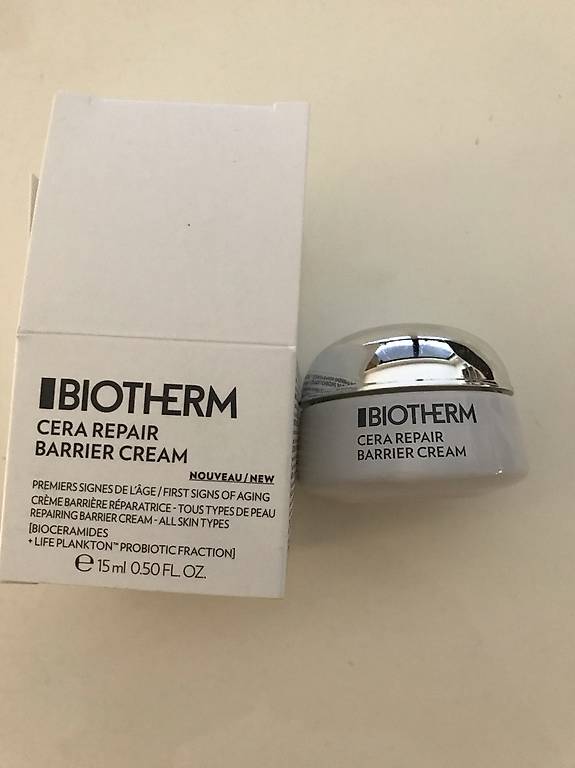 BIOTHERM
CERA REPAIR
BARRIER CREAM
NOUVEAU / NEW
PREMIERS SIGNES DE L'ÂGE / FIRST SIGNS OF AGING
CRÈME BARRIÈRE RÉPARATRICE - TOUS TYPES DE PEAU
REPAIRING BARRIER CREAM - ALL SKIN TYPES
[BIOCERAMIDES
+ LIFE PLANKTON™ PROBIOTIC FRACTION]
℮ 15 ml 0.50 FL. OZ.
BIOTHERM
CERA REPAIR
BARRIER CREAM